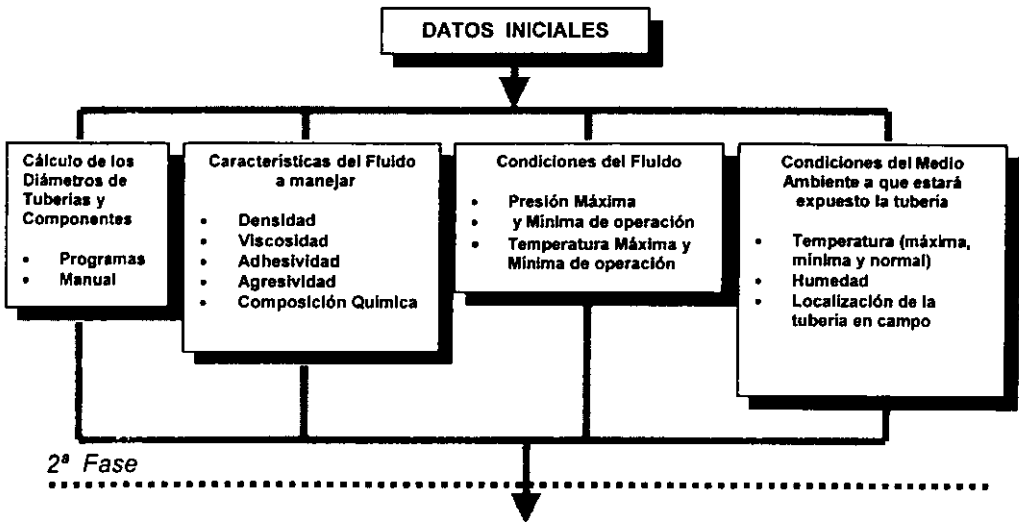 DATOS INICIALES
Cálculo de los
Diámetros de
Tuberías y
Componentes
• Programas
• Manual
Características del Fluido
a manejar
• Densidad
• Viscosidad
• Adhesividad
• Agresividad
• Composición Química
Condiciones del Fluido
• Presión Máxima
y Mínima de operación
• Temperatura Máxima y
Mínima de operación
Condiciones del Medio
Ambiente a que estará
expuesto la tubería
• Temperatura (máxima,
mínima y normal)
• Humedad
• Localización de la
tubería en campo
2ª Fase